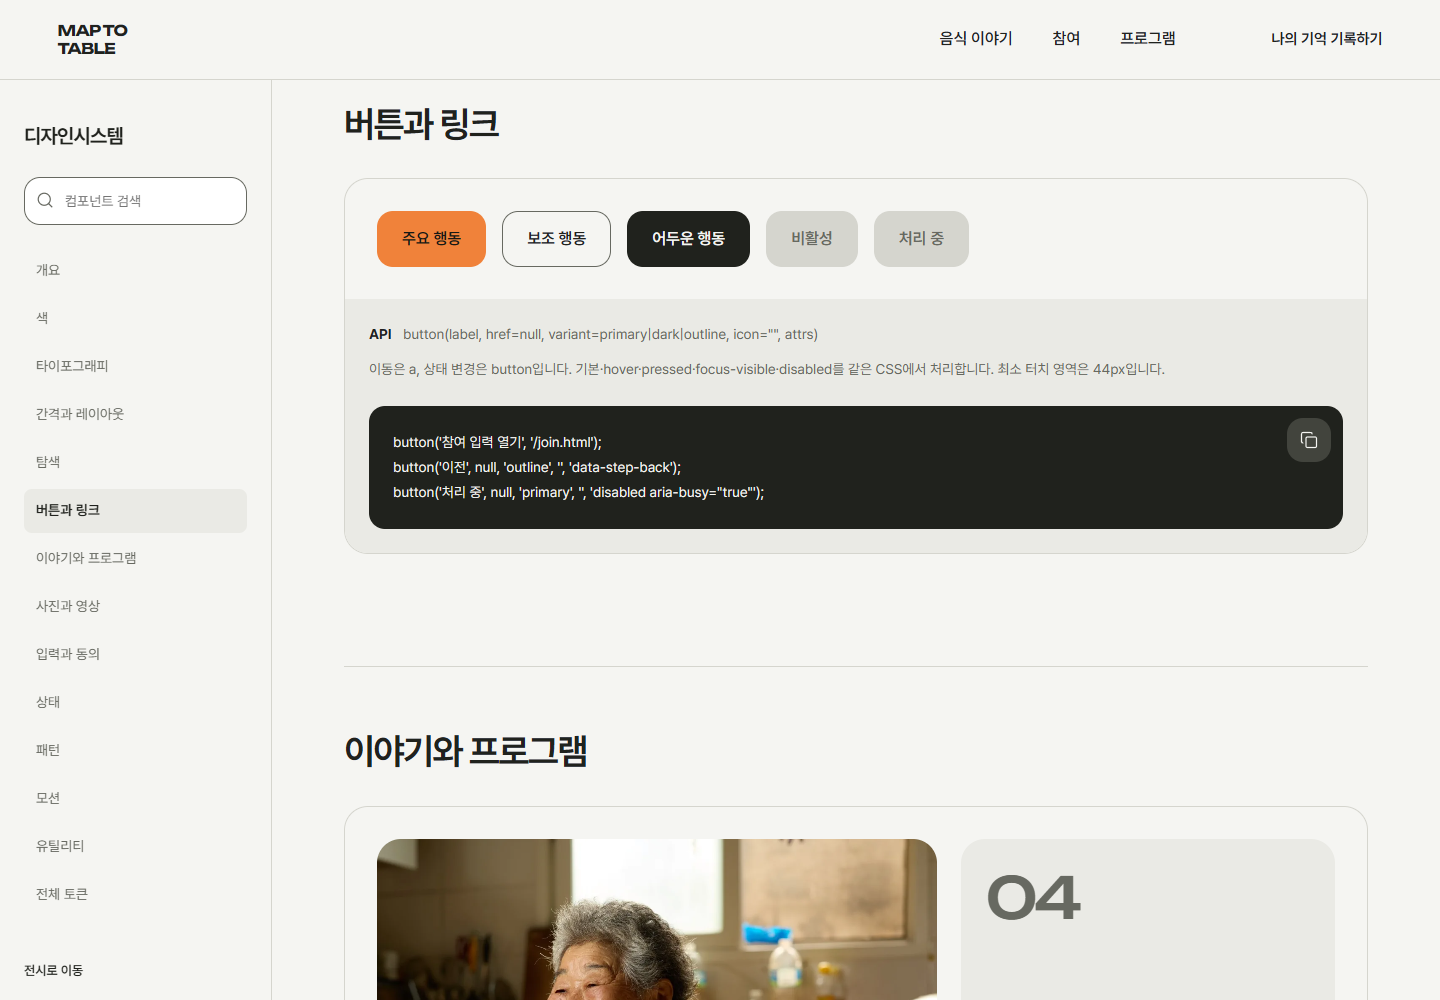 MAP TO
TABLE
음식 이야기
참여
프로그램
나의 기억 기록하기
디자인시스템
컴포넌트 검색
개요
색
타이포그래피
간격과 레이아웃
탐색
버튼과 링크
이야기와 프로그램
사진과 영상
입력과 동의
상태
패턴
모션
유틸리티
전체 토큰
전시로 이동
버튼과 링크
주요 행동
보조 행동
어두운 행동
비활성
처리 중
API button(label, href=null, variant=primary|dark|outline, icon="", attrs)
이동은 a, 상태 변경은 button입니다. 기본·hover·pressed·focus-visible·disabled를 같은 CSS에서 처리합니다. 최소 터치 영역은 44px입니다.
button('참여 입력 열기', '/join.html');
button('이전', null, 'outline', '', 'data-step-back');
button('처리 중', null, 'primary', '', 'disabled aria-busy="true"');
이야기와 프로그램
04